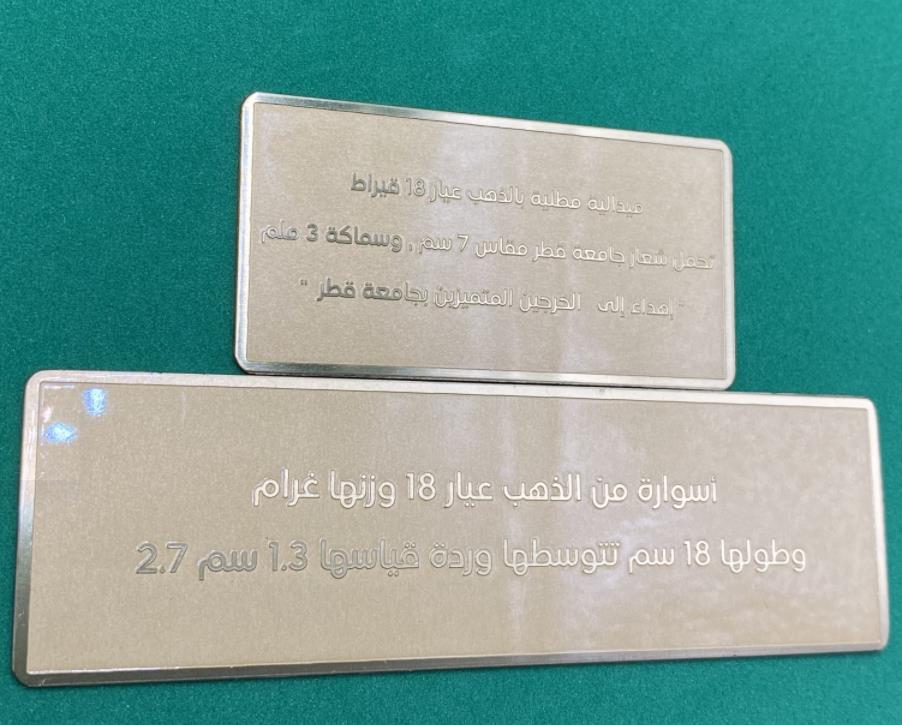 ميدالية مطلية بالذهب عيار 18 قيراط
تحمل شعار جامعة قطر مقاس 7 سم , وسماكة 3 ملم
" إهداء إلى الخرجين المتميزين بجامعة قطر "
أسوارة من الذهب عيار 18 وزنها غرام
وطولها 18 سم تتوسطها وردة قياسها 1.3 سم 2.7